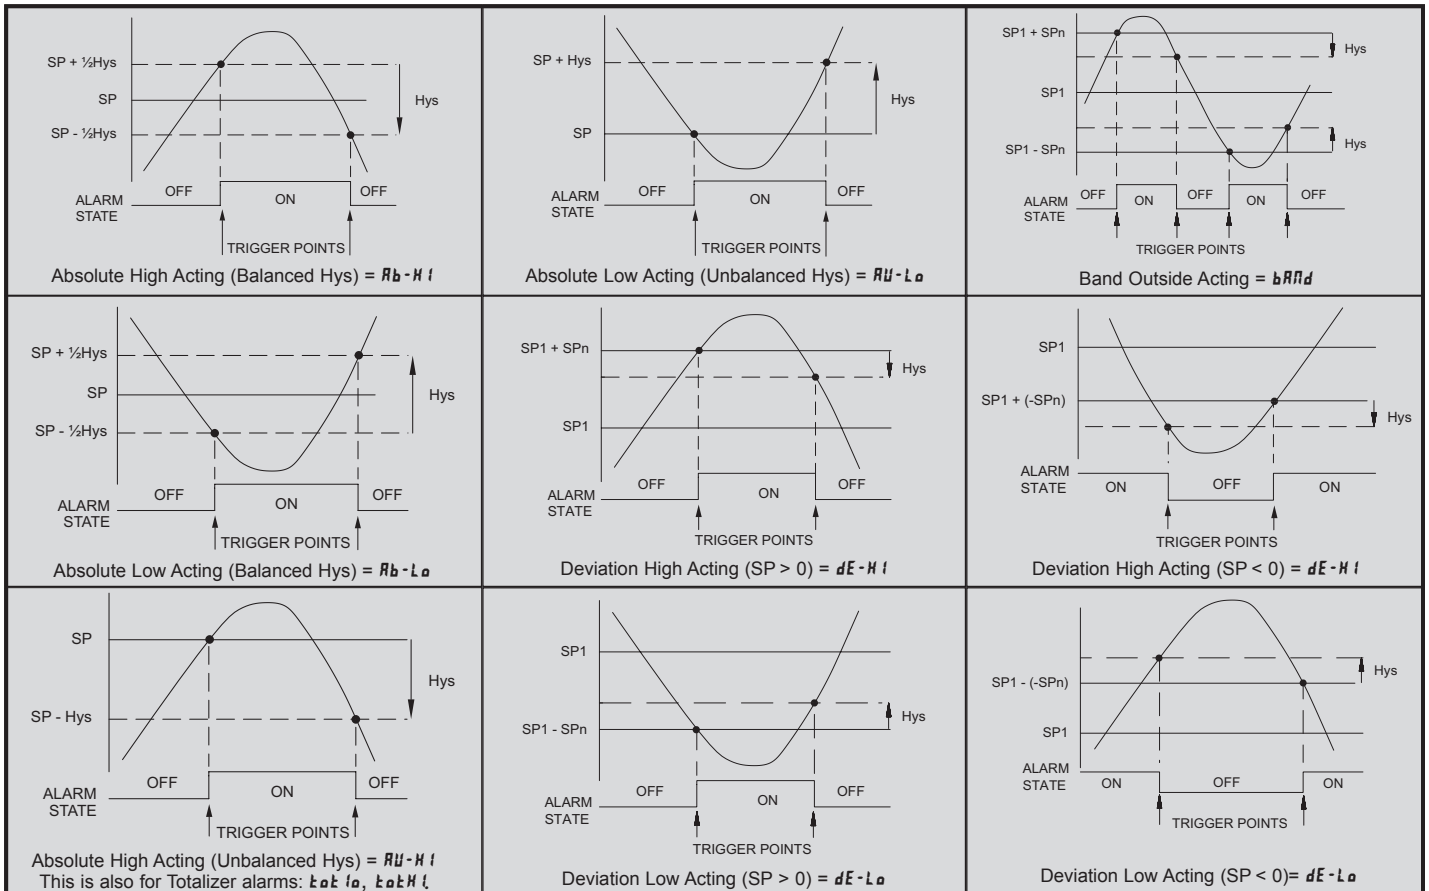 SP + ½Hys
SP
SP - ½Hys
Hys
ALARM
STATE
OFF
ON
OFF
TRIGGER POINTS
Absolute High Acting (Balanced Hys) = Ab-HI
SP + Hys
SP
Hys
ALARM
STATE
OFF
ON
OFF
TRIGGER POINTS
Absolute Low Acting (Unbalanced Hys) = AU-Lo
SP1 + SPn
SP1
SP1 - SPn
Hys
Hys
ALARM
STATE
OFF
ON
OFF
ON
OFF
TRIGGER POINTS
Band Outside Acting = bANd
SP + ½Hys
SP
SP - ½Hys
Hys
ALARM
STATE
OFF
ON
OFF
TRIGGER POINTS
Absolute Low Acting (Balanced Hys) = Ab-Lo
SP1 + SPn
SP1
Hys
ALARM
STATE
OFF
ON
OFF
TRIGGER POINTS
Deviation High Acting (SP > 0) = dE-HI
SP1
SP1 + (-SPn)
Hys
ALARM
STATE
ON
OFF
ON
TRIGGER POINTS
Deviation High Acting (SP < 0) = dE-HI
SP
SP - Hys
Hys
ALARM
STATE
OFF
ON
OFF
TRIGGER POINTS
Absolute High Acting (Unbalanced Hys) = AU-HI
This is also for Totalizer alarms: totlo, totHI
SP1
SP1 - SPn
Hys
ALARM
STATE
OFF
ON
OFF
TRIGGER POINTS
Deviation Low Acting (SP > 0) = dE-Lo
SP1 - (-SPn)
SP1
Hys
ALARM
STATE
ON
OFF
ON
TRIGGER POINTS
Deviation Low Acting (SP < 0)= dE-Lo